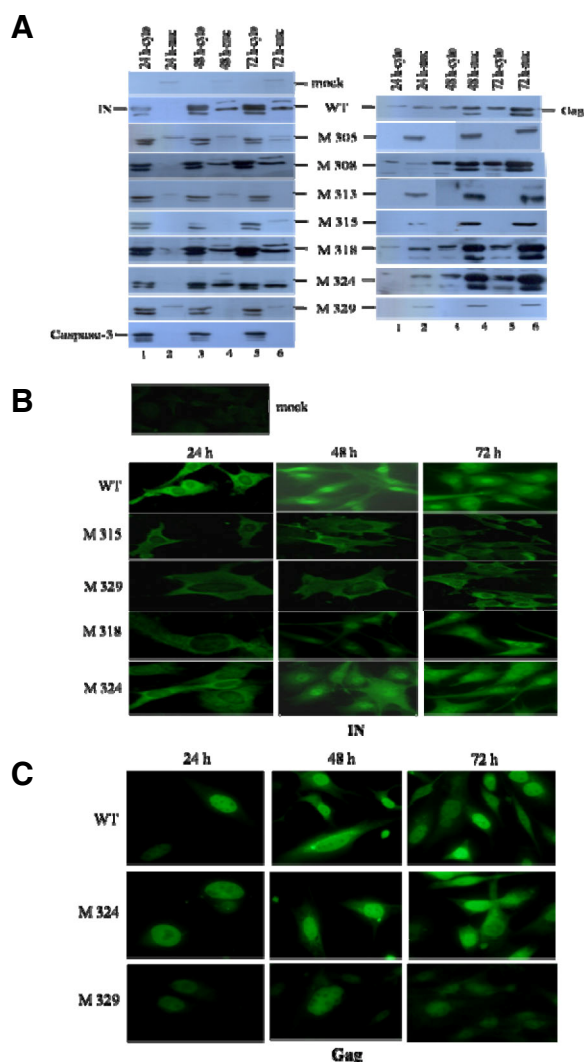 A
24 h-cyto 24 h-nuc 48 h-cyto 48 h-nuc 72 h-cyto 72 h-nuc
24 h-cyto 24 h-nuc 48 h-cyto 48 h-nuc 72 h-cyto 72 h-nuc
mock
IN WT Gag
M 305
M 308
M 313
M 315
M 318
M 324
M 329
Caspase-3
1 2 3 4 5 6
1 2 4 4 5 6
B
mock
24 h 48 h 72 h
WT
M 315
M 329
M 318
M 324
IN
C
24 h 48 h 72 h
WT
M 324
M 329
Gag